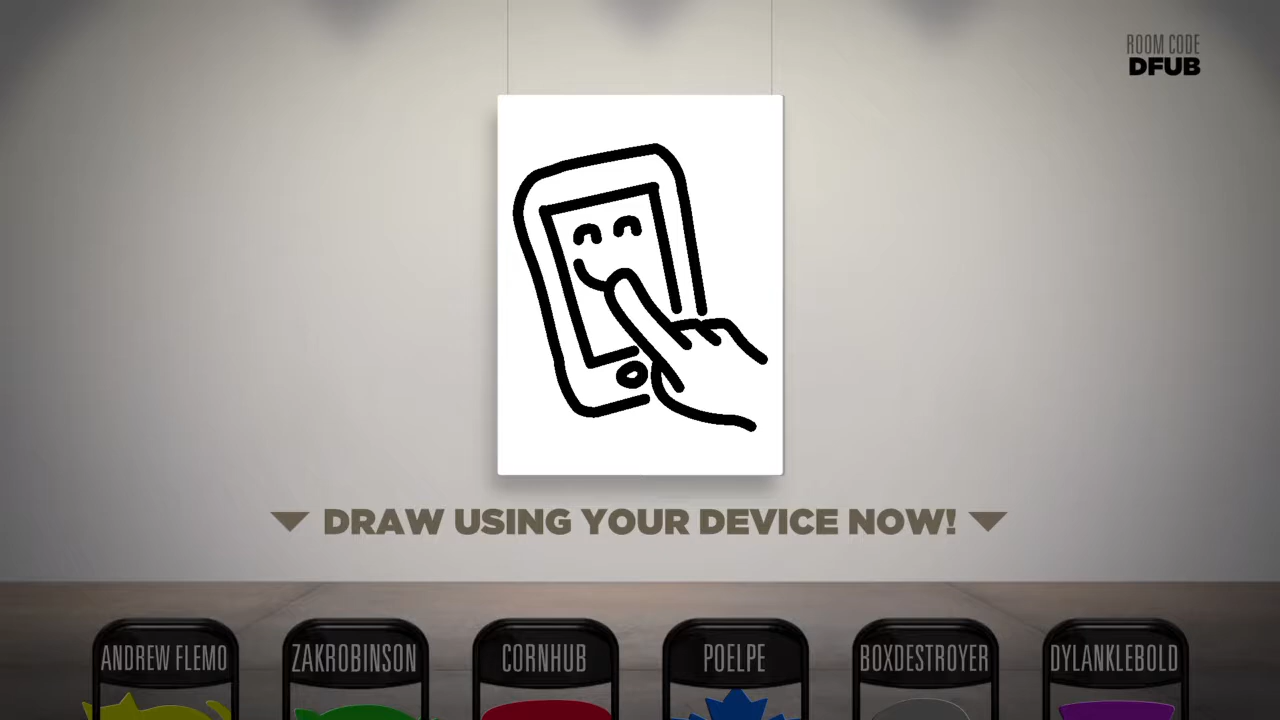 ROOM CODE
DFUB
DRAW USING YOUR DEVICE NOW!
ANDREW FLEMO
ZAKROBINSON
CORNHUB
POELPE
BOXDESTROYER
DYLANKLEBOLD